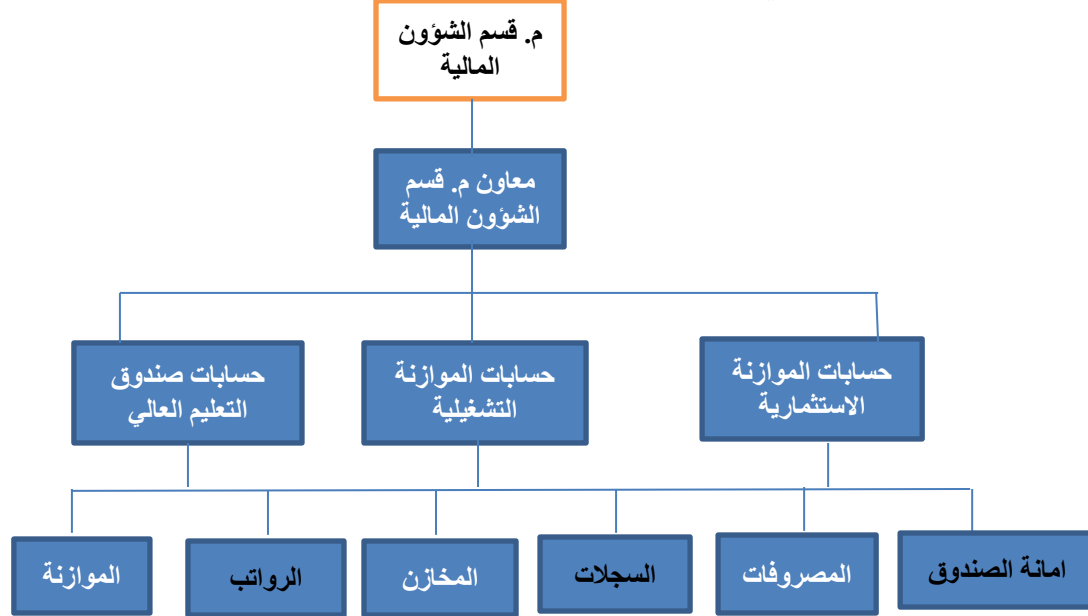 م. قسم الشؤون
المالية
معاون م. قسم
الشؤون المالية
حسابات الموازنة
الاستثمارية
حسابات الموازنة
التشغيلية
حسابات صندوق
التعليم العالي
امانة الصندوق
المصروفات
السجلات
المخازن
الرواتب
الموازنة